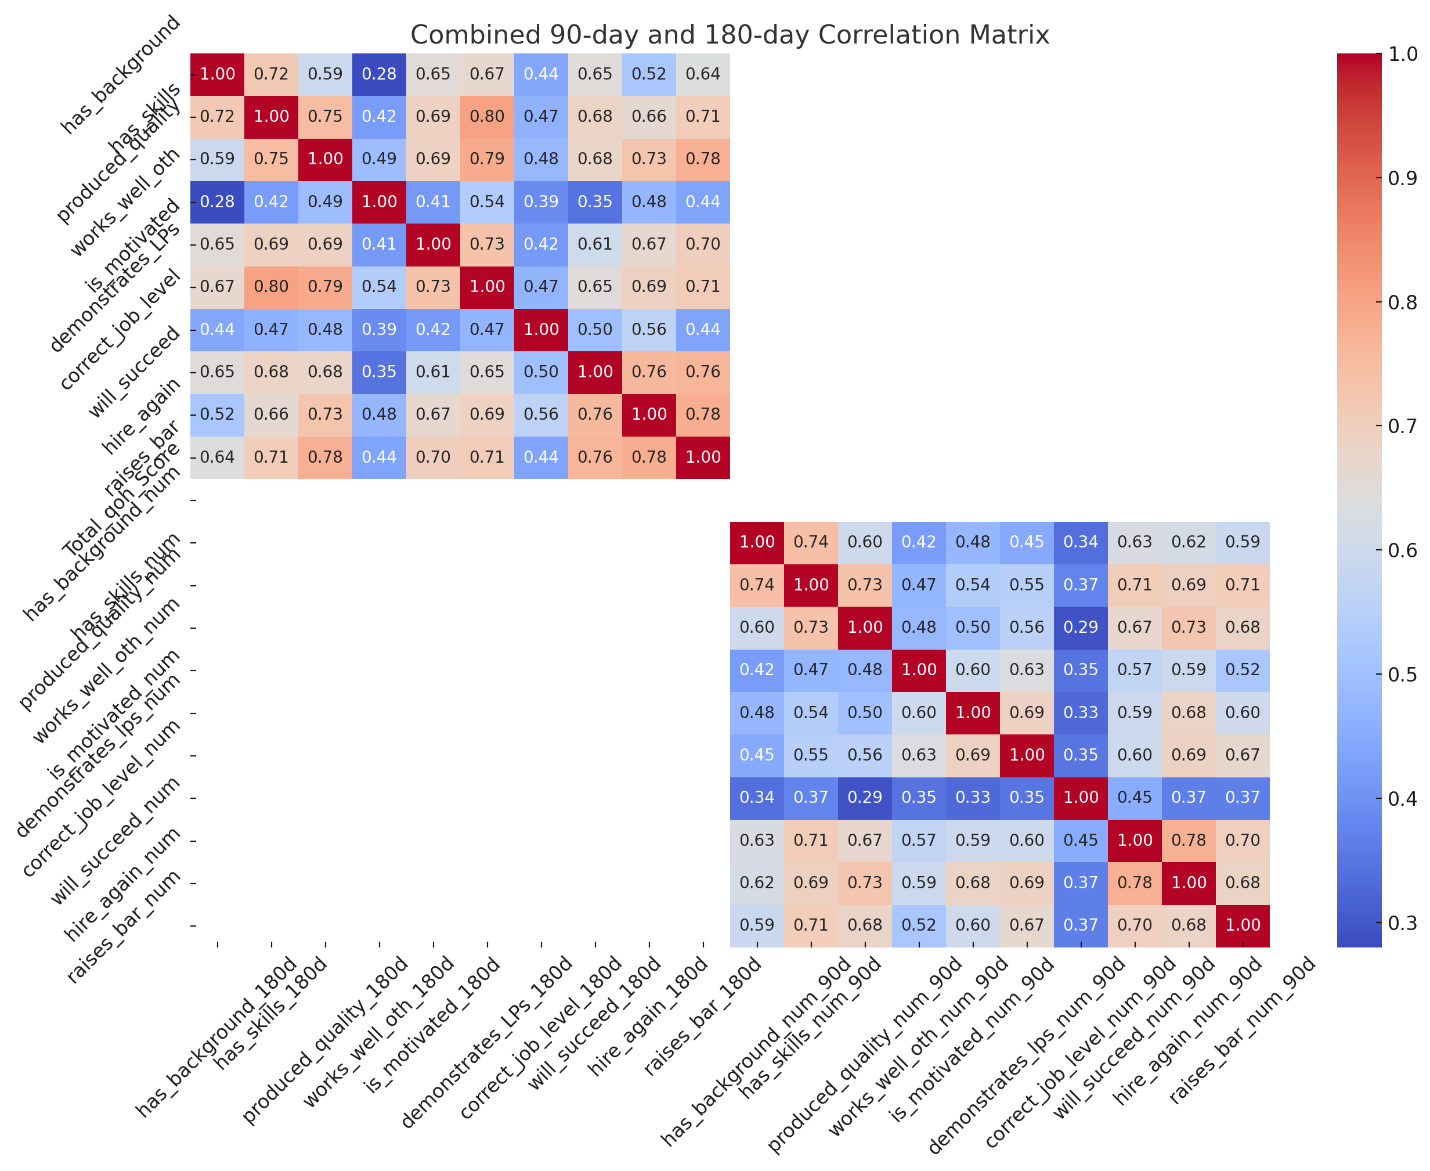 Combined 90-day and 180-day Correlation Matrix
has_background 1.00 0.72 0.59 0.28 0.65 0.67 0.44 0.65 0.52 0.64
has_skills 0.72 1.00 0.75 0.42 0.69 0.80 0.47 0.68 0.66 0.71
produced_quality 0.59 0.75 1.00 0.49 0.69 0.79 0.48 0.68 0.73 0.78
works_well_oth 0.28 0.42 0.49 1.00 0.41 0.54 0.39 0.35 0.48 0.44
is_motivated 0.65 0.69 0.69 0.41 1.00 0.73 0.42 0.61 0.67 0.70
demonstrates_LPs 0.67 0.80 0.79 0.54 0.73 1.00 0.47 0.65 0.69 0.71
correct_job_level 0.44 0.47 0.48 0.39 0.42 0.47 1.00 0.50 0.56 0.44
will_succeed 0.65 0.68 0.68 0.35 0.61 0.65 0.50 1.00 0.76 0.76
hire_again 0.52 0.66 0.73 0.48 0.67 0.69 0.56 0.76 1.00 0.78
raises_bar 0.64 0.71 0.78 0.44 0.70 0.71 0.44 0.76 0.78 1.00
Total_qoh_Score
has_background_num 1.00 0.74 0.60 0.42 0.48 0.45 0.34 0.63 0.62 0.59
has_skills_num 0.74 1.00 0.73 0.47 0.54 0.55 0.37 0.71 0.69 0.71
produced_quality_num 0.60 0.73 1.00 0.48 0.50 0.56 0.29 0.67 0.73 0.68
works_well_oth_num 0.42 0.47 0.48 1.00 0.60 0.63 0.35 0.57 0.59 0.52
is_motivated_num 0.48 0.54 0.50 0.60 1.00 0.69 0.33 0.59 0.68 0.60
demonstrates_lps_num 0.45 0.55 0.56 0.63 0.69 1.00 0.35 0.60 0.69 0.67
correct_job_level_num 0.34 0.37 0.29 0.35 0.33 0.35 1.00 0.45 0.37 0.37
will_succeed_num 0.63 0.71 0.67 0.57 0.59 0.60 0.45 1.00 0.78 0.70
hire_again_num 0.62 0.69 0.73 0.59 0.68 0.69 0.37 0.78 1.00 0.68
raises_bar_num 0.59 0.71 0.68 0.52 0.60 0.67 0.37 0.70 0.68 1.00
has_background_180d
has_skills_180d
produced_quality_180d
works_well_oth_180d
is_motivated_180d
demonstrates_LPs_180d
correct_job_level_180d
will_succeed_180d
hire_again_180d
raises_bar_180d
has_background_num_90d
has_skills_num_90d
produced_quality_num_90d
works_well_oth_num_90d
is_motivated_num_90d
demonstrates_lps_num_90d
correct_job_level_num_90d
will_succeed_num_90d
hire_again_num_90d
raises_bar_num_90d
1.0
0.9
0.8
0.7
0.6
0.5
0.4
0.3